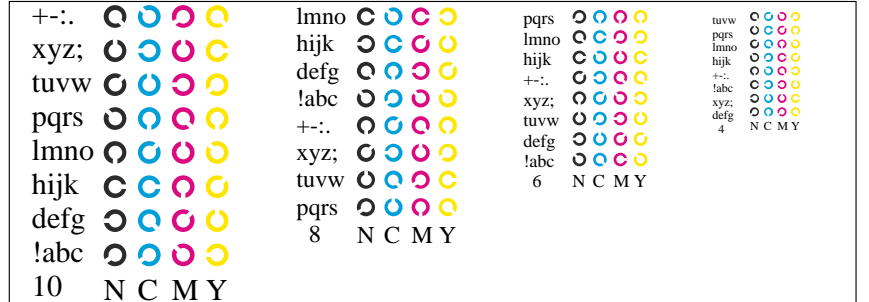 +-:.
xyz;
tuvw
pqrs
lmno
hijk
defg
!abc
10 N C M Y
lmno
hijk
defg
!abc
+-:.
xyz;
tuvw
pqrs
8 N C M Y
pqrs
lmno
hijk
+-:.
xyz;
tuvw
defg
!abc
6 N C M Y
tuvw
pqrs
lmno
hijk
+-:.
!abc
xyz;
defg
4 N C M Y